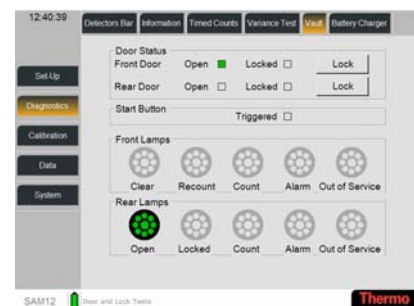 12:40:39
Detectors Bar Information Timed Counts Variance Test Vault Battery Charger
Door Status
Front Door Open Locked Lock
Rear Door Open Locked Lock
Start Button
Triggered
Front Lamps
Clear Recount Count Alarm Out of Service
Rear Lamps
Open Locked Count Alarm Out of Service
Set-Up
Diagnostics
Calibration
Data
System
SAM12 Door and Lock Tests
Thermo